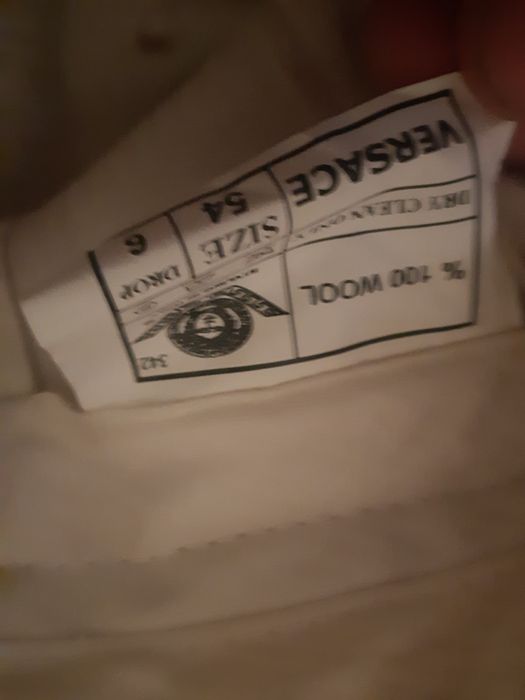 342
% 100 WOOL
DRY CLEAN ONLY
VERSACE
SIZE
54
DROP
6